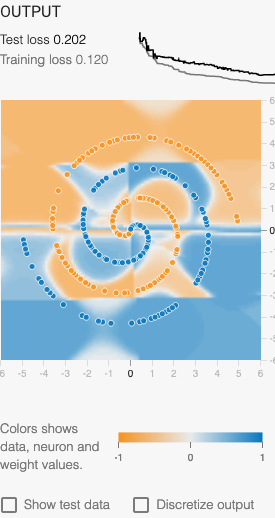 OUTPUT
Test loss 0.202
Training loss 0.120
6
5
4
3
2
1
0
-1
-2
-3
-4
-5
-6 -5 -4 -3 -2 -1 0 1 2 3 4 5 6
Colors shows
data, neuron and
weight values.
-1 0 1
Show test data Discretize output